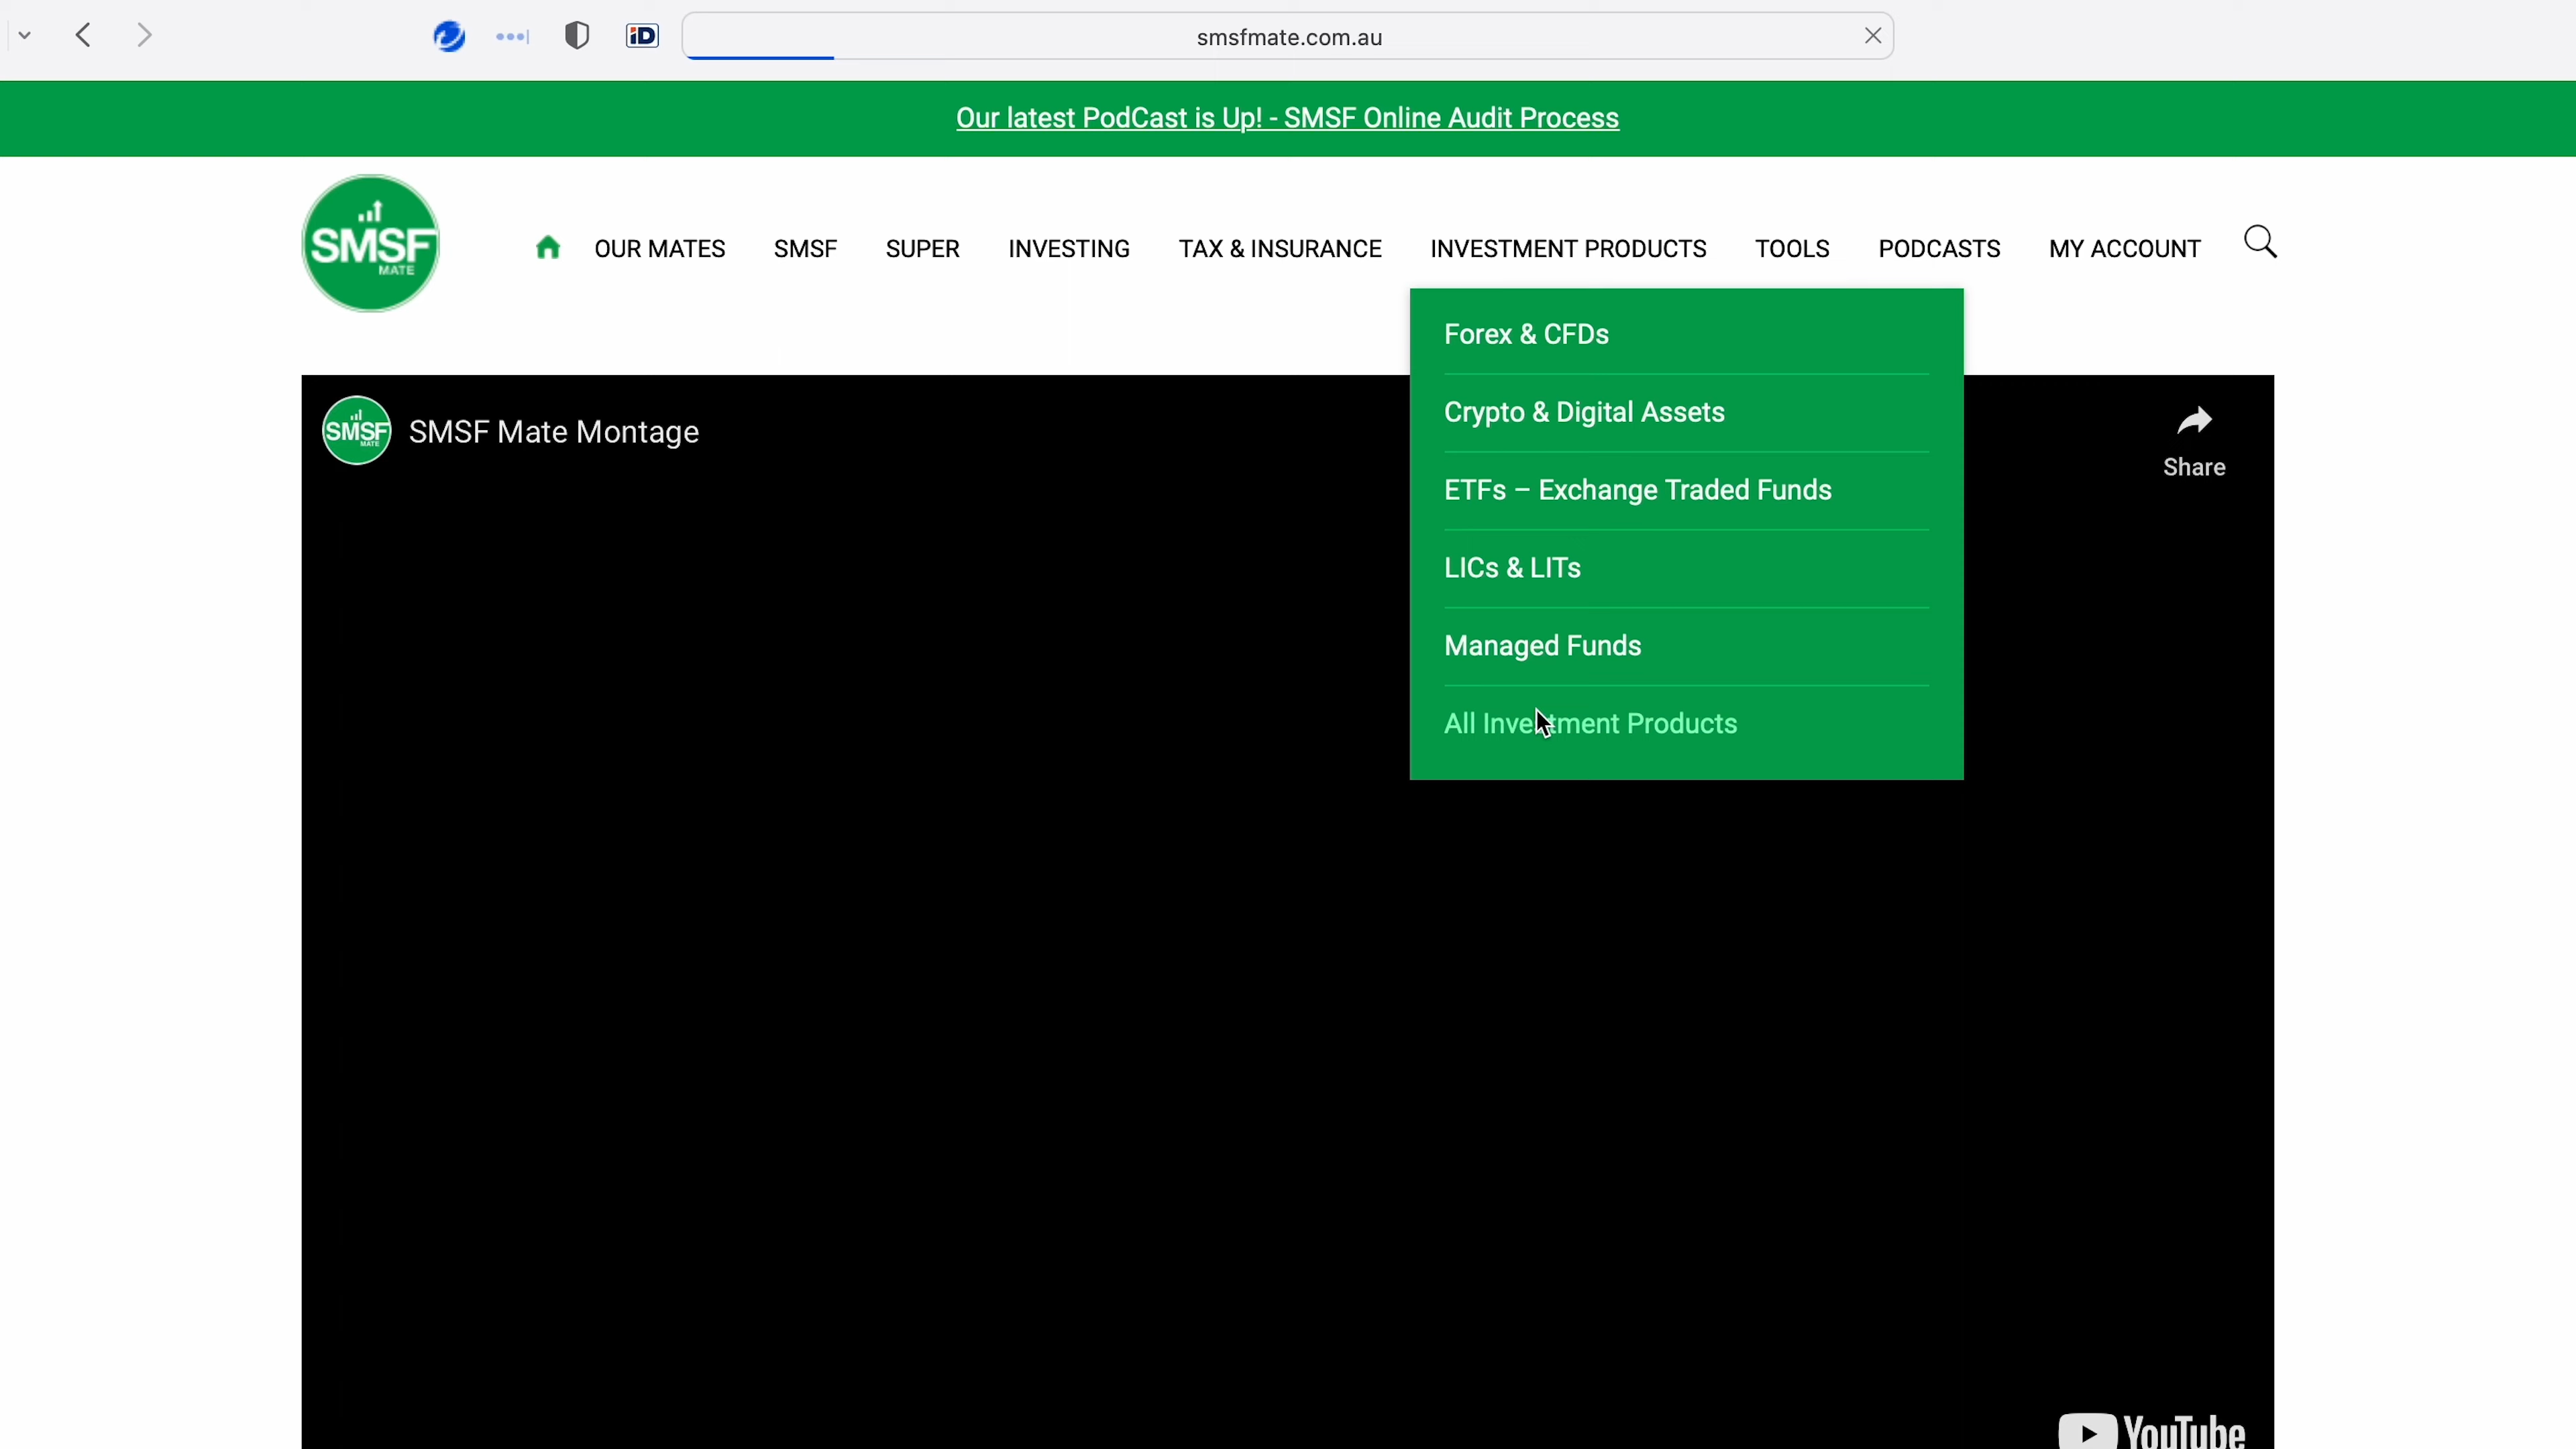 iD
smsfmate.com.au
Our latest PodCast is Up! - SMSF Online Audit Process
SMSF
MATE
OUR MATES SMSF SUPER INVESTING TAX & INSURANCE INVESTMENT PRODUCTS TOOLS PODCASTS MY ACCOUNT
Forex & CFDs
SMSF
MATE
SMSF Mate Montage
Share
Crypto & Digital Assets
ETFs – Exchange Traded Funds
LICs & LITs
Managed Funds
All Investment Products
YouTube